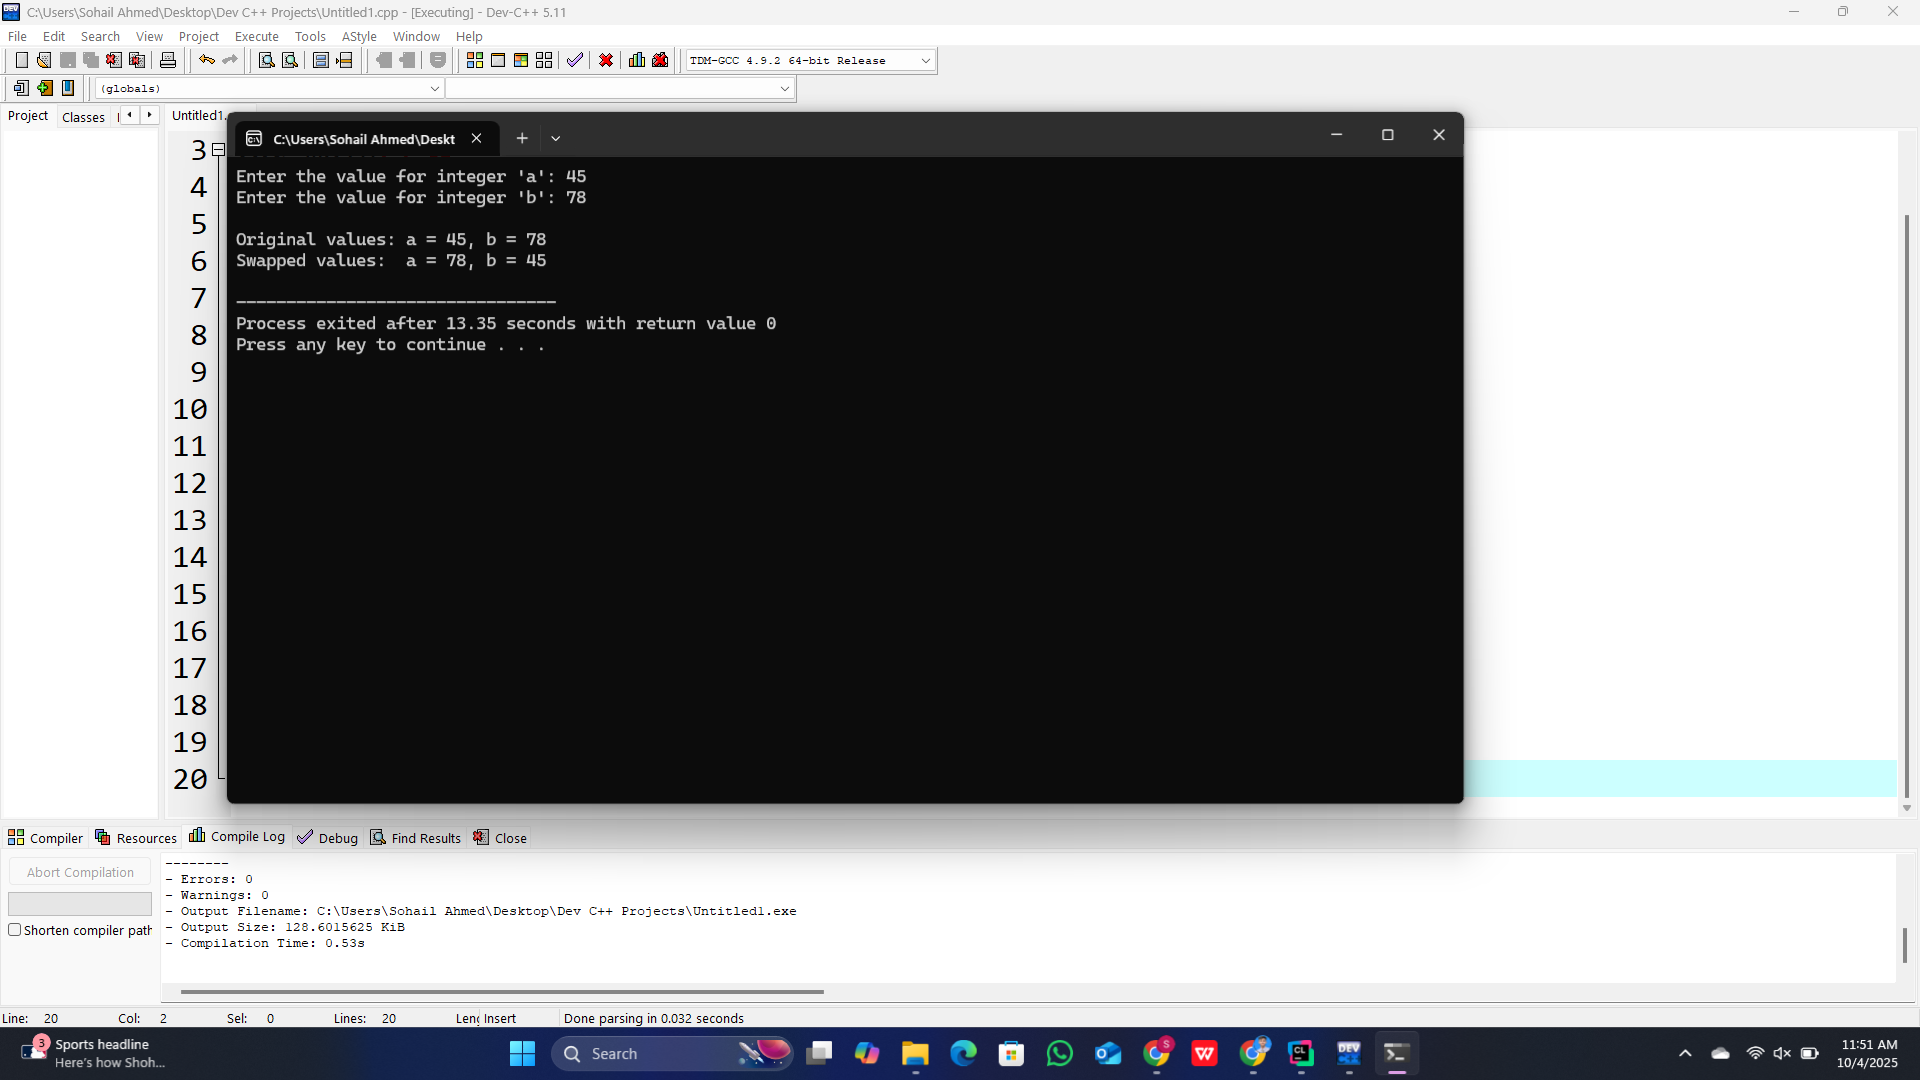 C:\Users\Sohail Ahmed\Desktop\Dev C++ Projects\Untitled1.cpp - [Executing] - Dev-C++ 5.11
File Edit Search View Project Execute Tools AStyle Window Help
TDM-GCC 4.9.2 64-bit Release
(globals)
Project Classes Untitled1.
C:\Users\Sohail Ahmed\Deskt
3
4
5
6
7
8
9
10
11
12
13
14
15
16
17
18
19
20
Enter the value for integer 'a': 45
Enter the value for integer 'b': 78
Original values: a = 45, b = 78
Swapped values:  a = 78, b = 45
--------------------------------
Process exited after 13.35 seconds with return value 0
Press any key to continue . . .
Compiler Resources Compile Log Debug Find Results Close
Abort Compilation
Shorten compiler path
--------
- Errors: 0
- Warnings: 0
- Output Filename: C:\Users\Sohail Ahmed\Desktop\Dev C++ Projects\Untitled1.exe
- Output Size: 128.6015625 KiB
- Compilation Time: 0.53s
Line: 20 Col: 2 Sel: 0 Lines: 20 Leng Insert Done parsing in 0.032 seconds
3
Sports headline
Here's how Shoh...
Search
11:51 AM
10/4/2025